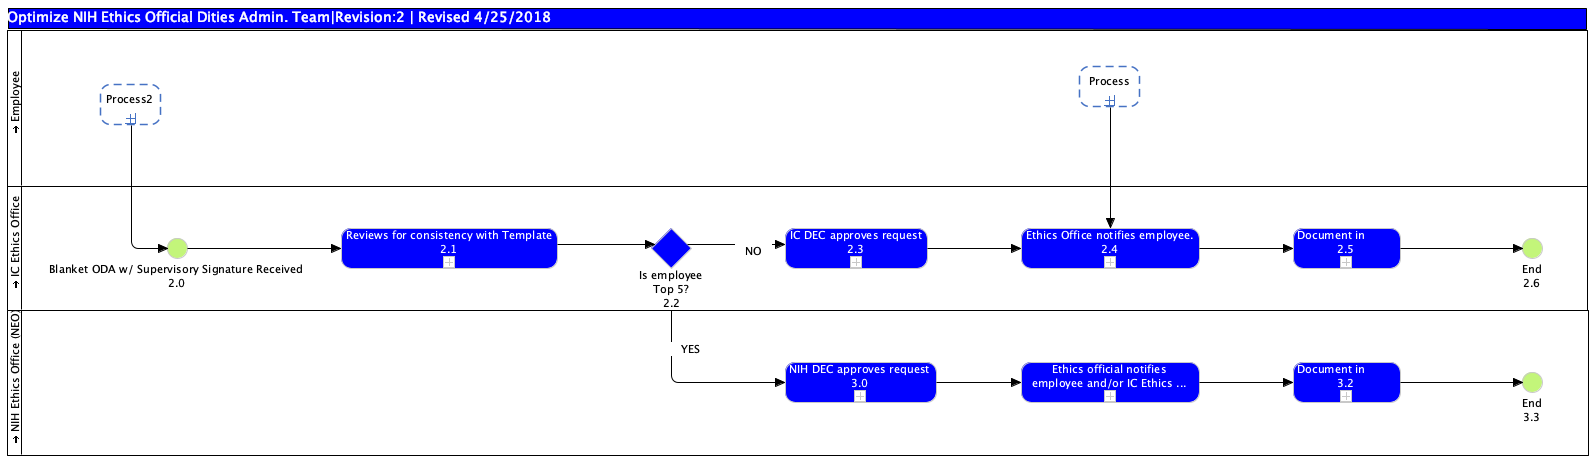 Optimize NIH Ethics Official Dities Admin. Team|Revision:2 | Revised 4/25/2018
Employee
Process2
Process
IC Ethics Office
Blanket ODA w/ Supervisory Signature Received
2.0
Reviews for consistency with Template
2.1
Is employee
Top 5?
2.2
NO
IC DEC approves request
2.3
Ethics Office notifies employee.
2.4
Document in
2.5
End
2.6
NIH Ethics Office (NEO)
YES
NIH DEC approves request
3.0
Ethics official notifies
employee and/or IC Ethics ...
Document in
3.2
End
3.3